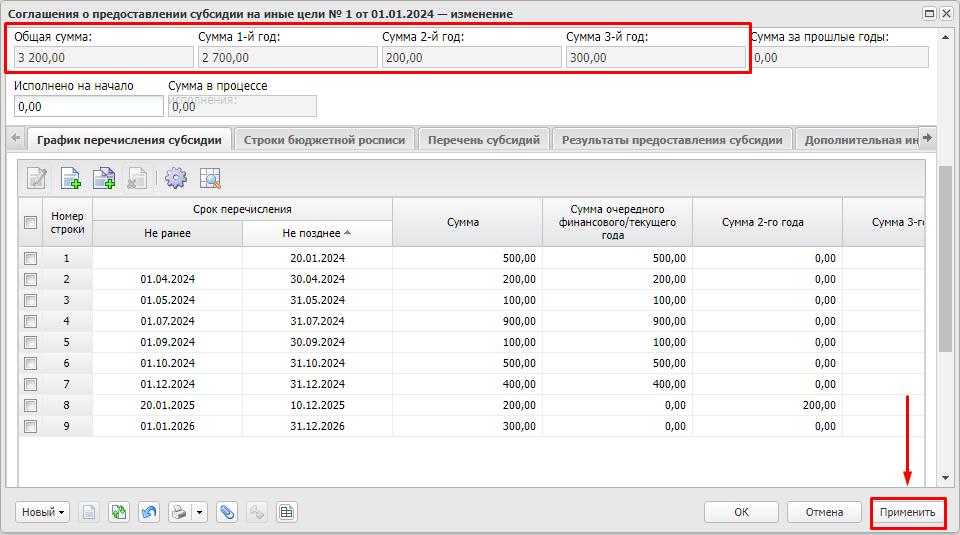 Соглашения о предоставлении субсидии на иные цели № 1 от 01.01.2024 — изменение
Общая сумма: Сумма 1-й год: Сумма 2-й год: Сумма 3-й год: Сумма за прошлые годы:
3 200,00 2 700,00 200,00 300,00 0,00
Исполнено на начало Сумма в процессе
исполнения:
0,00 0,00
График перечисления субсидии Строки бюджетной росписи Перечень субсидий Результаты предоставления субсидии Дополнительная ин
Номер строки Срок перечисления Сумма Сумма очередного финансового/текущего года Сумма 2-го года Сумма 3-го
Не ранее Не позднее
1 20.01.2024 500,00 500,00 0,00
2 01.04.2024 30.04.2024 200,00 200,00 0,00
3 01.05.2024 31.05.2024 100,00 100,00 0,00
4 01.07.2024 31.07.2024 900,00 900,00 0,00
5 01.09.2024 30.09.2024 100,00 100,00 0,00
6 01.10.2024 31.10.2024 500,00 500,00 0,00
7 01.12.2024 31.12.2024 400,00 400,00 0,00
8 20.01.2025 10.12.2025 200,00 0,00 200,00
9 01.01.2026 31.12.2026 300,00 0,00 0,00
Новый OK Отмена Применить